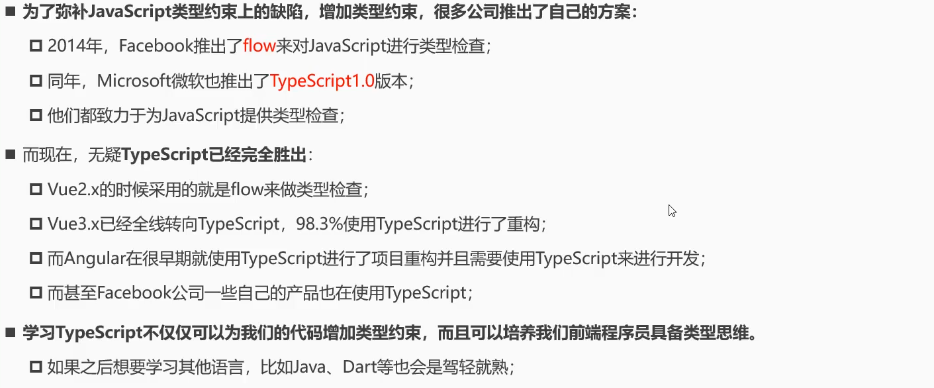 为了弥补JavaScript类型约束上的缺陷，增加类型约束，很多公司推出了自己的方案：
2014年，Facebook推出了flow来对JavaScript进行类型检查；
同年，Microsoft微软也推出了TypeScript1.0版本；
他们都致力于为JavaScript提供类型检查；
而现在，无疑TypeScript已经完全胜出：
Vue2.x的时候采用的就是flow来做类型检查；
Vue3.x已经全线转向TypeScript，98.3%使用TypeScript进行了重构；
而Angular在很早期就使用TypeScript进行了项目重构并且需要使用TypeScript来进行开发；
而甚至Facebook公司一些自己的产品也在使用TypeScript；
学习TypeScript不仅仅可以为我们的代码增加类型约束，而且可以培养我们前端程序员具备类型思维。
如果之后想要学习其他语言，比如Java、Dart等也会是驾轻就熟；